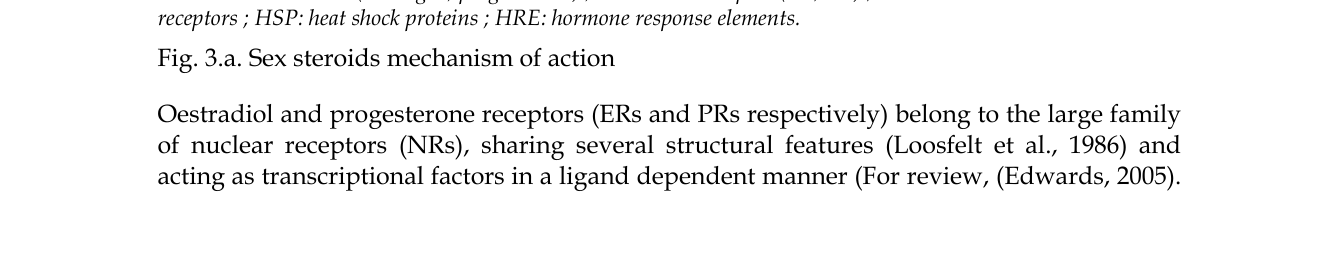 receptors ; HSP: heat shock proteins ; HRE: hormone response elements.
Fig. 3.a. Sex steroids mechanism of action
Oestradiol and progesterone receptors (ERs and PRs respectively) belong to the large family
of nuclear receptors (NRs), sharing several structural features (Loosfelt et al., 1986) and
acting as transcriptional factors in a ligand dependent manner (For review, (Edwards, 2005).